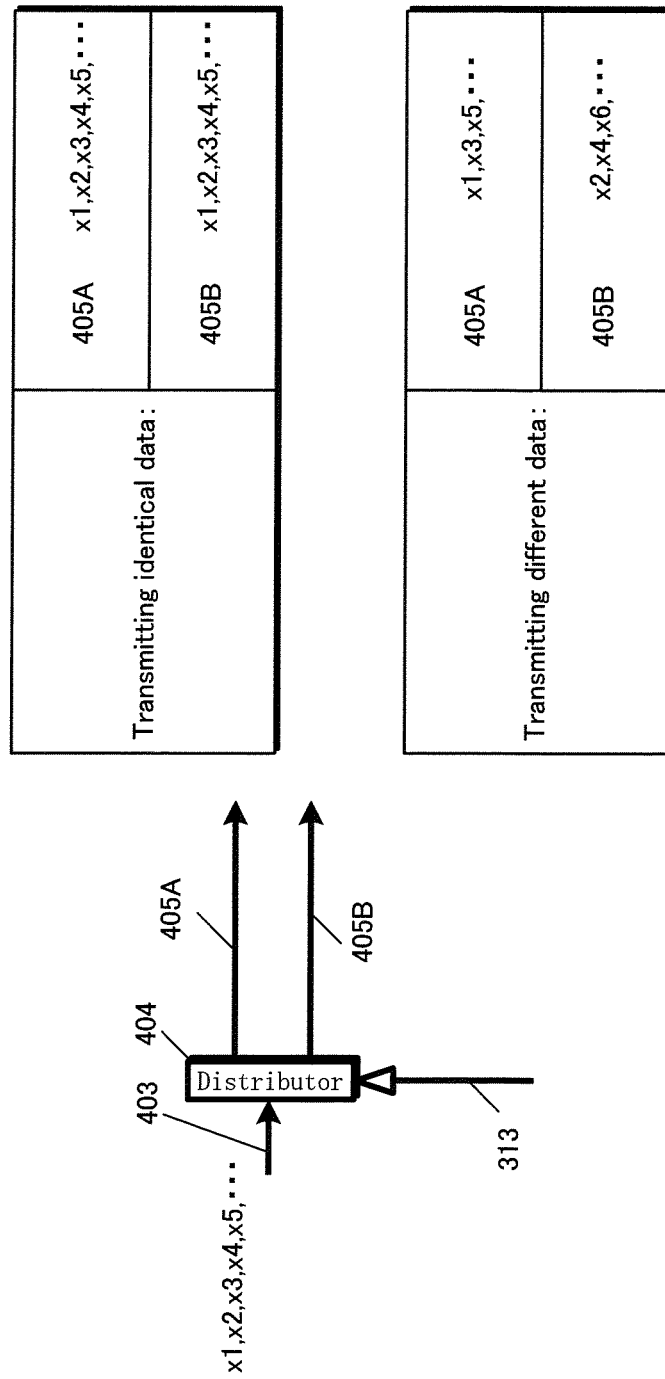 x1,x2,x3,x4,x5,･･･
403
404
Distributor
405A
405B
313
Transmitting identical data:
405A x1,x2,x3,x4,x5,･･･
405B x1,x2,x3,x4,x5,･･･
Transmitting different data:
405A x1,x3,x5,･･･
405B x2,x4,x6,･･･